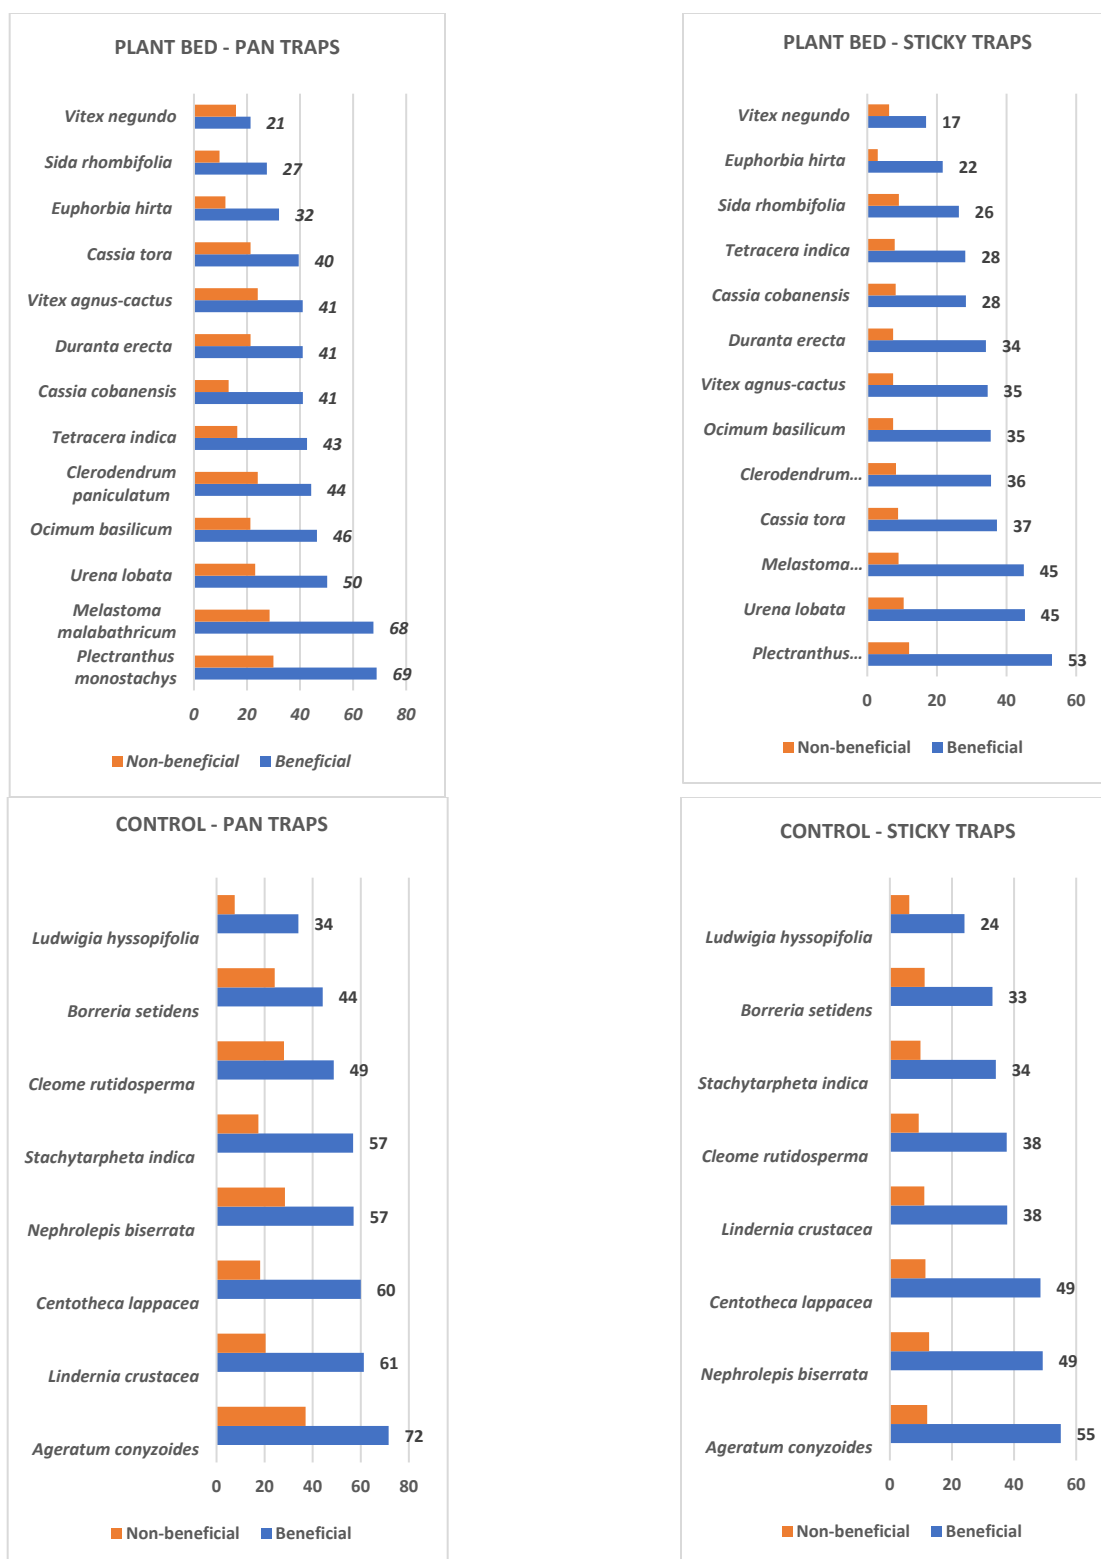 PLANT BED - PAN TRAPS
Vitex negundo
21
Sida rhombifolia
27
Euphorbia hirta
32
Cassia tora
40
Vitex agnus-cactus
41
Duranta erecta
41
Cassia cobanensis
41
Tetracera indica
43
Clerodendrum
paniculatum
44
Ocimum basilicum
46
Urena lobata
50
Melastoma
malabathricum
68
Plectranthus
monostachys
69
0 20 40 60 80
Non-beneficial Beneficial
PLANT BED - STICKY TRAPS
Vitex negundo
17
Euphorbia hirta
22
Sida rhombifolia
26
Tetracera indica
28
Cassia cobanensis
28
Duranta erecta
34
Vitex agnus-cactus
35
Ocimum basilicum
35
Clerodendrum...
36
Cassia tora
37
Melastoma...
45
Urena lobata
45
Plectranthus...
53
0 20 40 60
Non-beneficial Beneficial
CONTROL - PAN TRAPS
Ludwigia hyssopifolia
34
Borreria setidens
44
Cleome rutidosperma
49
Stachytarpheta indica
57
Nephrolepis biserrata
57
Centotheca lappacea
60
Lindernia crustacea
61
Ageratum conyzoides
72
0 20 40 60 80
Non-beneficial Beneficial
CONTROL - STICKY TRAPS
Ludwigia hyssopifolia
24
Borreria setidens
33
Stachytarpheta indica
34
Cleome rutidosperma
38
Lindernia crustacea
38
Centotheca lappacea
49
Nephrolepis biserrata
49
Ageratum conyzoides
55
0 20 40 60
Non-beneficial Beneficial